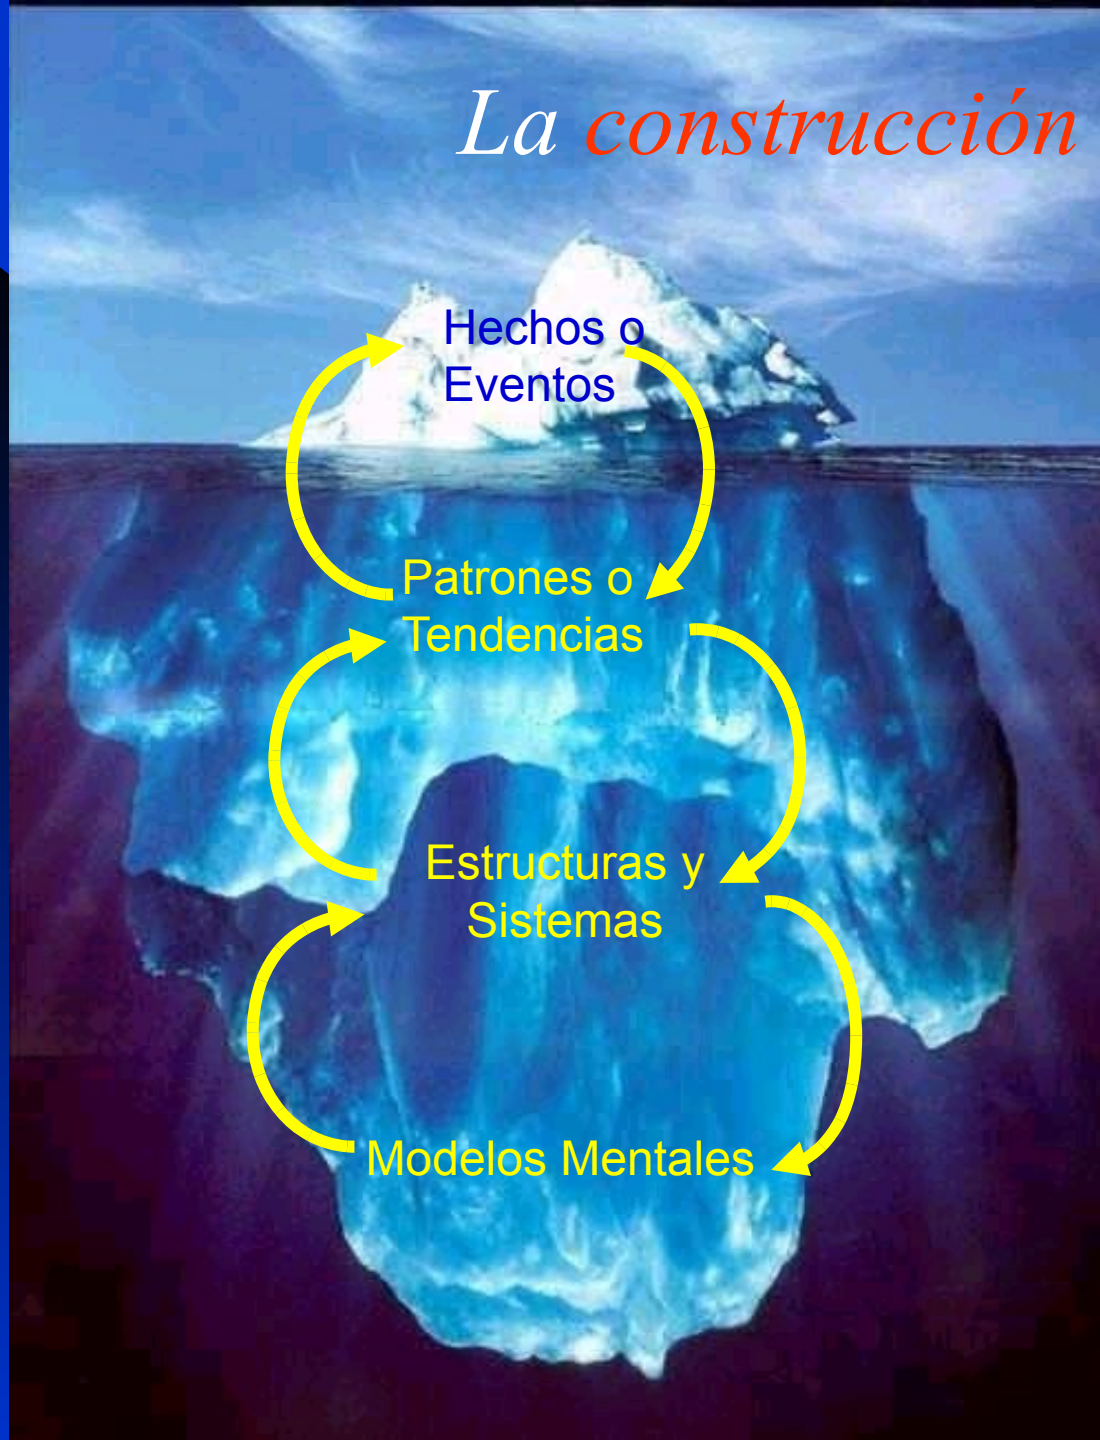 La construcción
Hechos o
Eventos
Patrones o
Tendencias
Estructuras y
Sistemas
Modelos Mentales